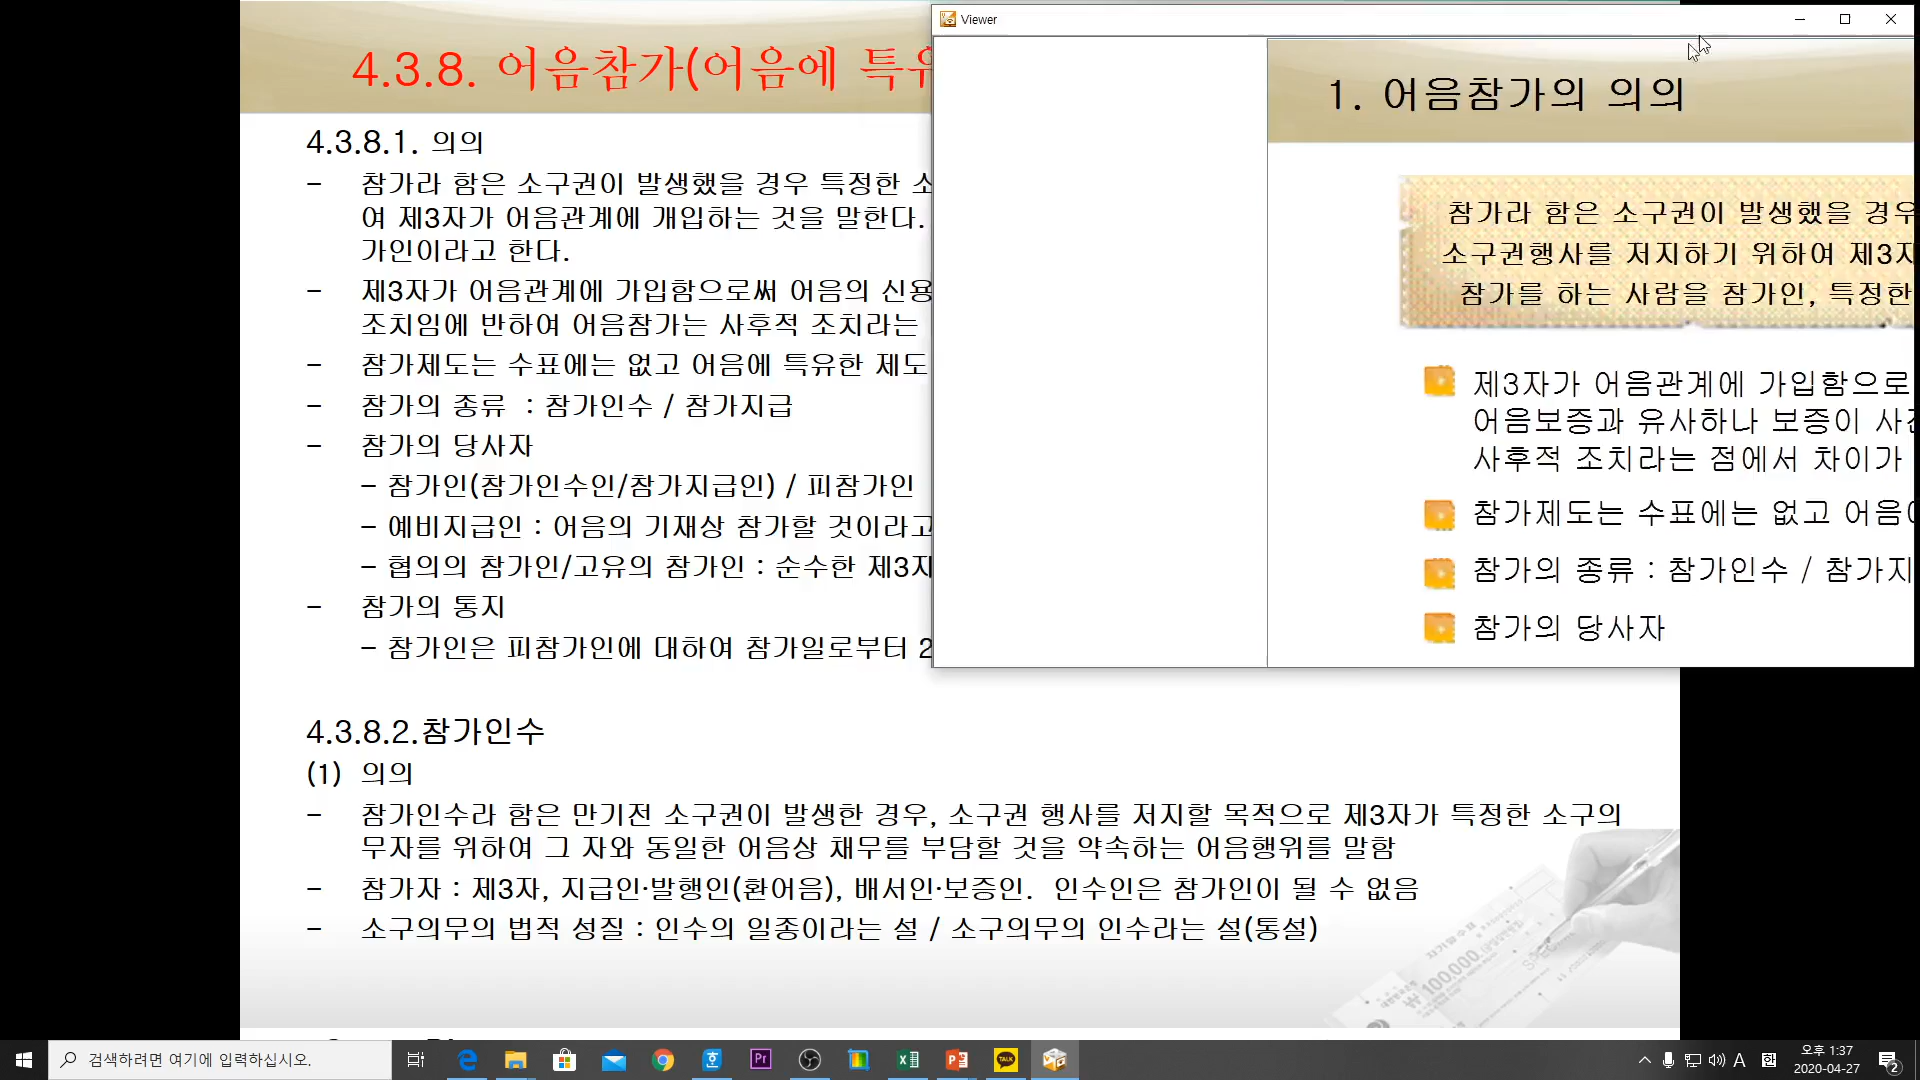 4.3.8. 어음참가(어음에 특유
4.3.8.1. 의의
- 참가라 함은 소구권이 발생했을 경우 특정한 소
여 제3자가 어음관계에 개입하는 것을 말한다.
가인이라고 한다.
- 제3자가 어음관계에 가입함으로써 어음의 신용
조치임에 반하여 어음참가는 사후적 조치라는
- 참가제도는 수표에는 없고 어음에 특유한 제도
- 참가의 종류 : 참가인수 / 참가지급
- 참가의 당사자
- 참가인(참가인수인/참가지급인) / 피참가인
- 예비지급인 : 어음의 기재상 참가할 것이라고
- 협의의 참가인/고유의 참가인 : 순수한 제3자
- 참가의 통지
- 참가인은 피참가인에 대하여 참가일로부터 2
4.3.8.2.참가인수
(1) 의의
- 참가인수라 함은 만기전 소구권이 발생한 경우, 소구권 행사를 저지할 목적으로 제3자가 특정한 소구의
무자를 위하여 그 자와 동일한 어음상 채무를 부담할 것을 약속하는 어음행위를 말함
- 참가자 : 제3자, 지급인·발행인(환어음), 배서인·보증인. 인수인은 참가인이 될 수 없음
- 소구의무의 법적 성질 : 인수의 일종이라는 설 / 소구의무의 인수라는 설(통설)
₩100,000
Viewer
1. 어음참가의 의의
참가라 함은 소구권이 발생했을 경우
소구권행사를 저지하기 위하여 제3자
참가를 하는 사람을 참가인, 특정한
제3자가 어음관계에 가입함으로
어음보증과 유사하나 보증이 사전
사후적 조치라는 점에서 차이가
참가제도는 수표에는 없고 어음에
참가의 종류 : 참가인수 / 참가지
참가의 당사자
검색하려면 여기에 입력하십시오.
Pr
TALK
A
오후 1:37
2020-04-27
2